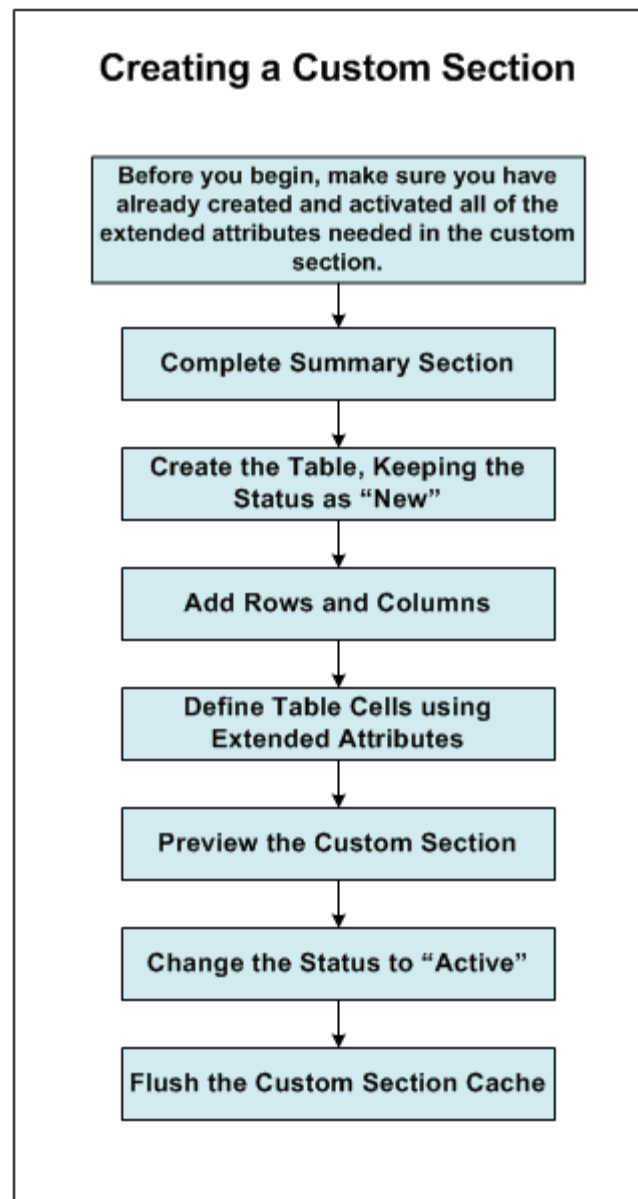 Creating a Custom Section
Before you begin, make sure you have
already created and activated all of the
extended attributes needed in the custom
section.
Complete Summary Section
Create the Table, Keeping the
Status as “New”
Add Rows and Columns
Define Table Cells using
Extended Attributes
Preview the Custom Section
Change the Status to “Active”
Flush the Custom Section Cache